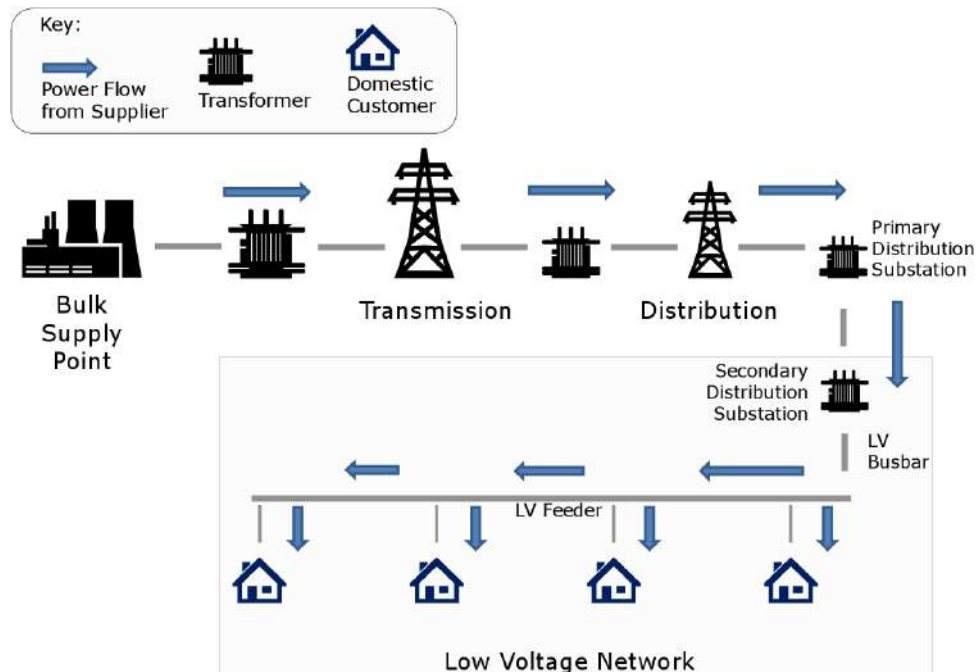 Key:
Power Flow
from Supplier
Transformer
Domestic
Customer
Primary
Distribution
Substation
Bulk
Supply
Point
Transmission
Distribution
Secondary
Distribution
Substation
LV
Busbar
LV Feeder
Low Voltage Network